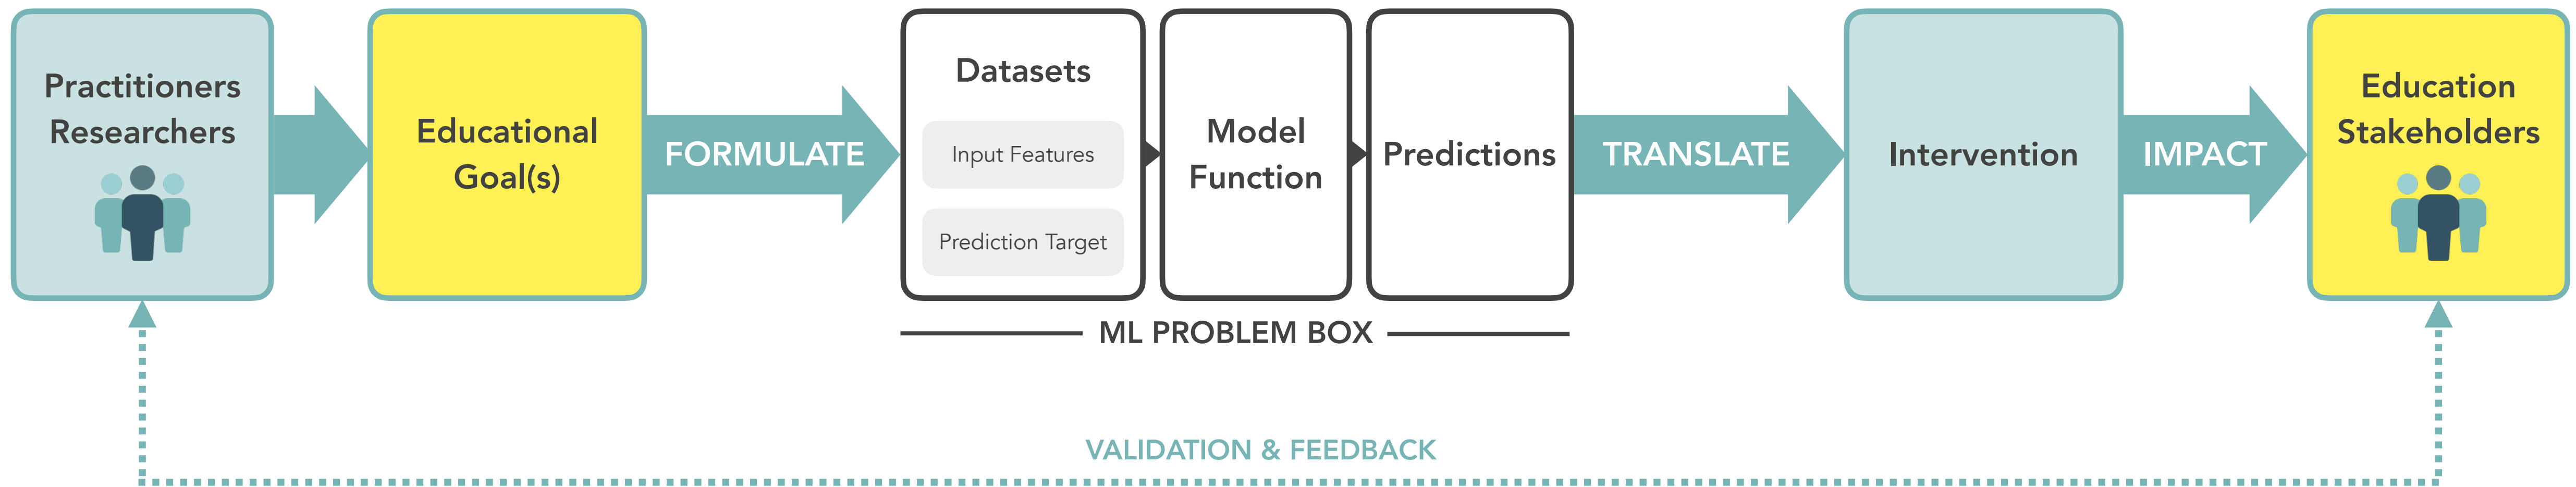 Practitioners
Researchers
Educational
Goal(s)
FORMULATE
Datasets
Input Features
Prediction Target
Model
Function
Predictions
ML PROBLEM BOX
TRANSLATE
Intervention
IMPACT
Education
Stakeholders
VALIDATION & FEEDBACK